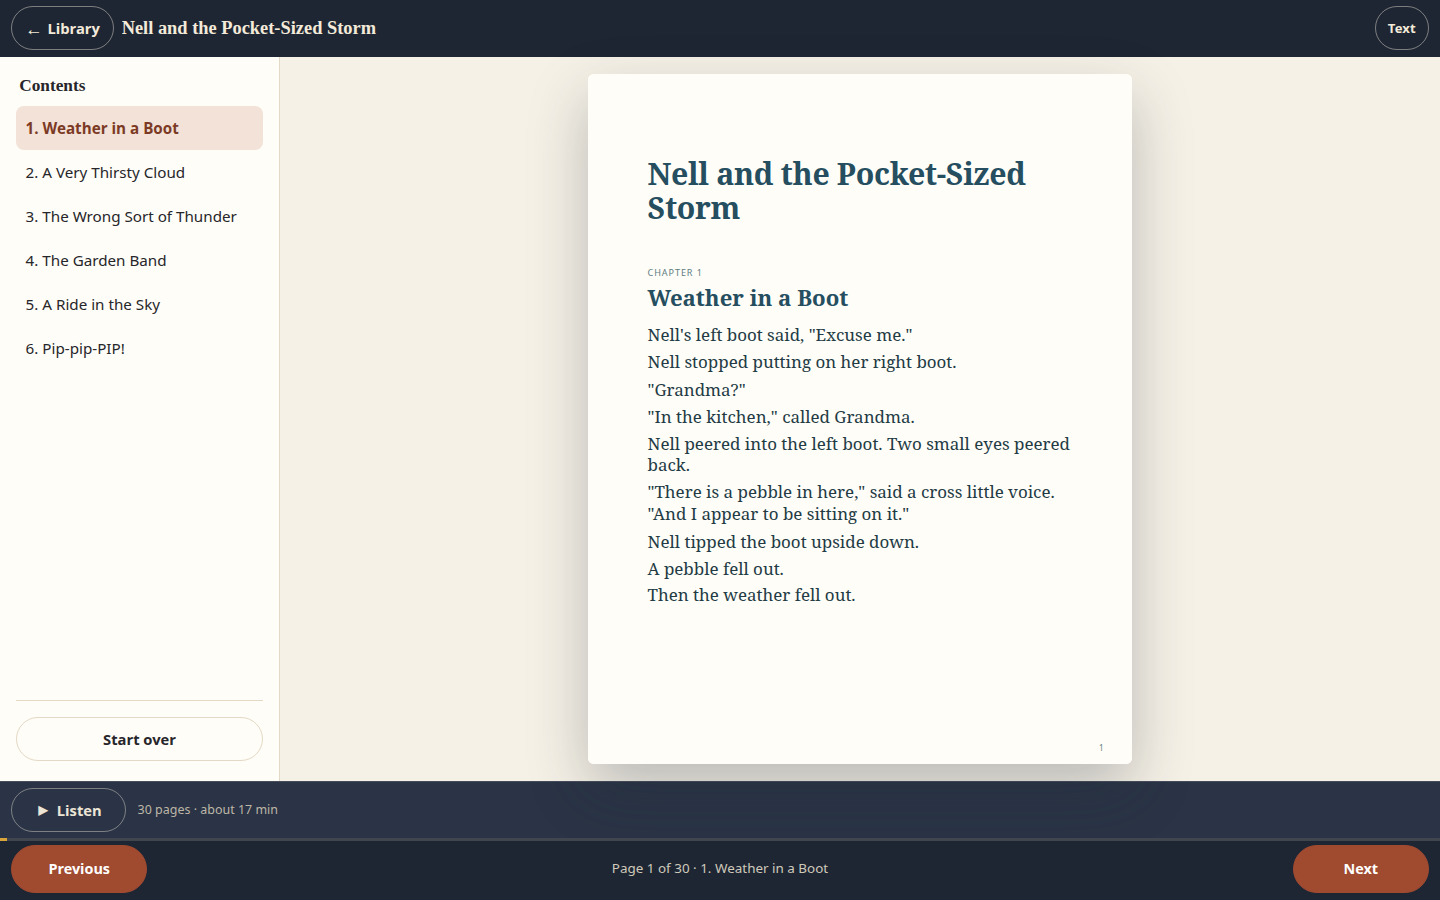 ← Library
Nell and the Pocket-Sized Storm
Text
Contents
1. Weather in a Boot
2. A Very Thirsty Cloud
3. The Wrong Sort of Thunder
4. The Garden Band
5. A Ride in the Sky
6. Pip-pip-PIP!
Start over
Nell and the Pocket-Sized
Storm
CHAPTER 1
Weather in a Boot
Nell's left boot said, "Excuse me."
Nell stopped putting on her right boot.
"Grandma?"
"In the kitchen," called Grandma.
Nell peered into the left boot. Two small eyes peered
back.
"There is a pebble in here," said a cross little voice.
"And I appear to be sitting on it."
Nell tipped the boot upside down.
A pebble fell out.
Then the weather fell out.
1
▶ Listen
30 pages · about 17 min
Previous
Page 1 of 30 · 1. Weather in a Boot
Next